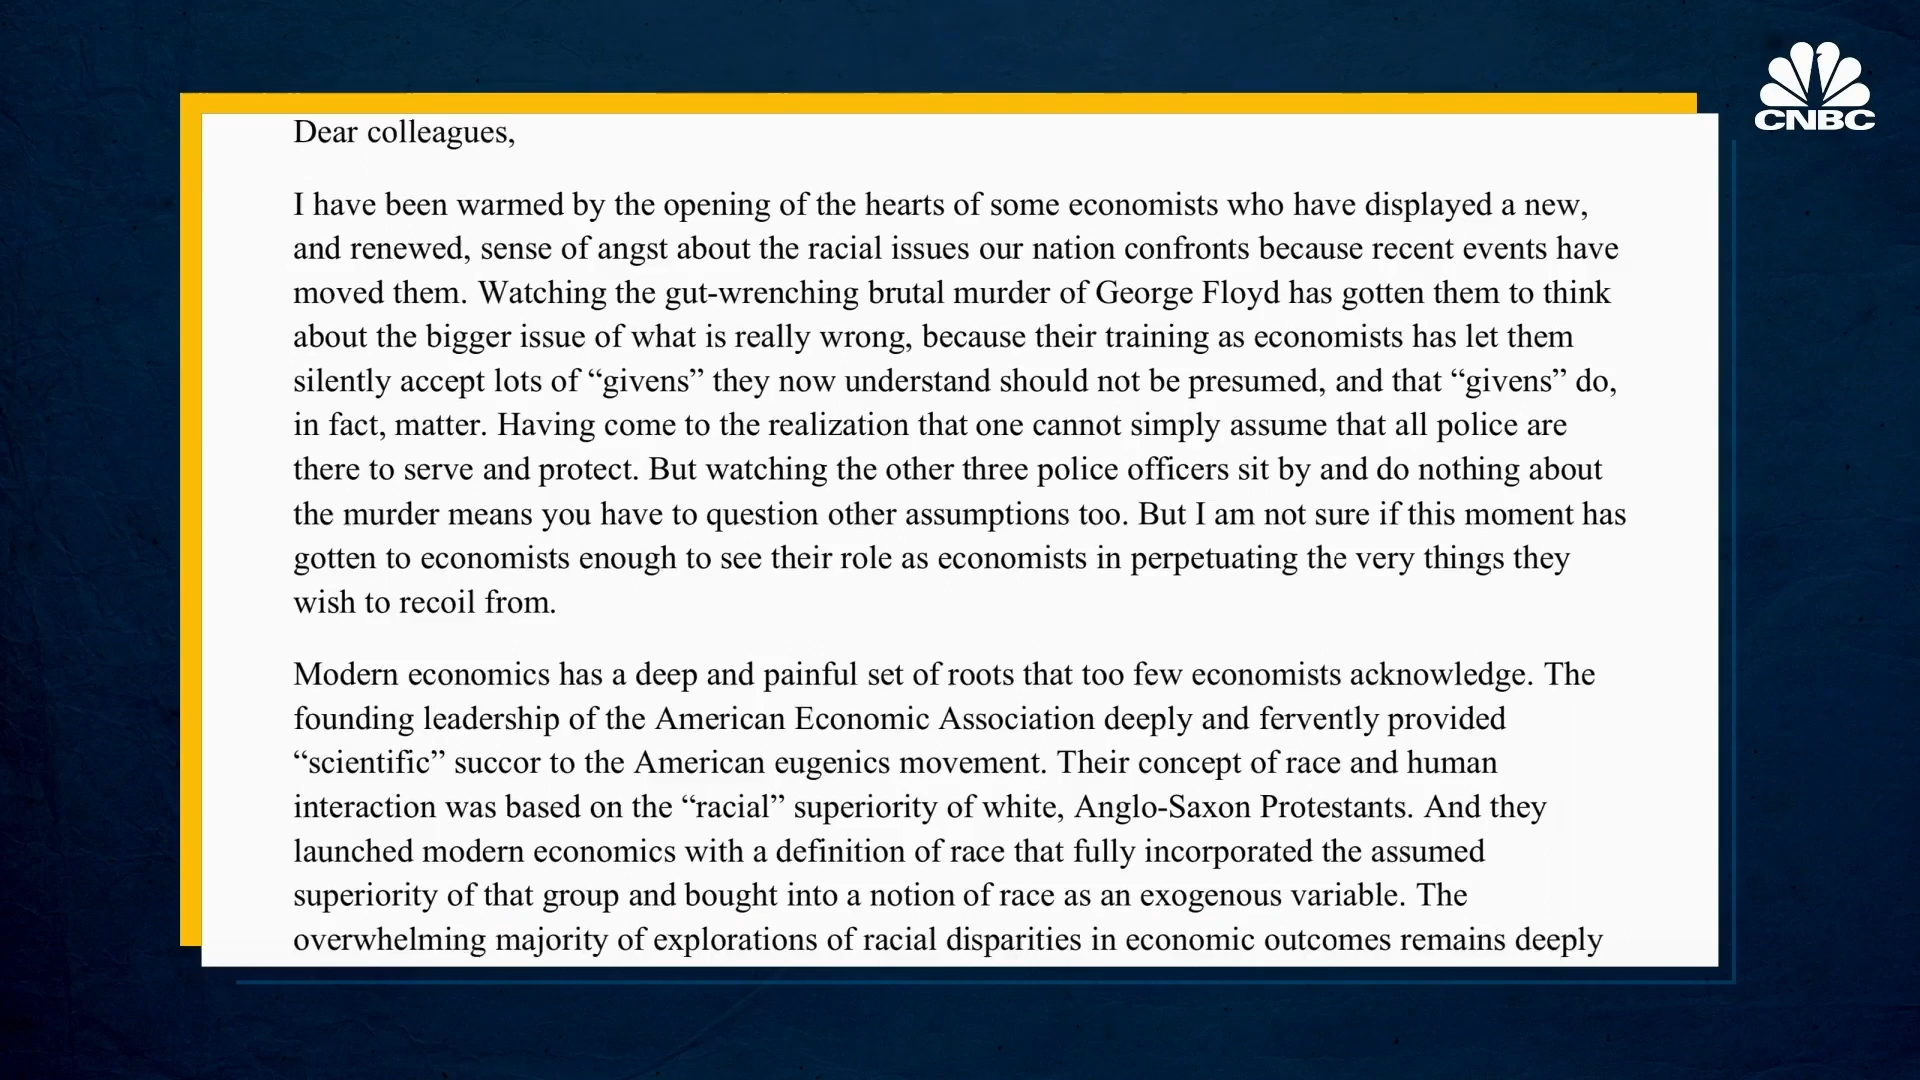 CNBC
Dear colleagues,
I have been warmed by the opening of the hearts of some economists who have displayed a new,
and renewed, sense of angst about the racial issues our nation confronts because recent events have
moved them. Watching the gut-wrenching brutal murder of George Floyd has gotten them to think
about the bigger issue of what is really wrong, because their training as economists has let them
silently accept lots of “givens” they now understand should not be presumed, and that “givens” do,
in fact, matter. Having come to the realization that one cannot simply assume that all police are
there to serve and protect. But watching the other three police officers sit by and do nothing about
the murder means you have to question other assumptions too. But I am not sure if this moment has
gotten to economists enough to see their role as economists in perpetuating the very things they
wish to recoil from.
Modern economics has a deep and painful set of roots that too few economists acknowledge. The
founding leadership of the American Economic Association deeply and fervently provided
“scientific” succor to the American eugenics movement. Their concept of race and human
interaction was based on the “racial” superiority of white, Anglo-Saxon Protestants. And they
launched modern economics with a definition of race that fully incorporated the assumed
superiority of that group and bought into a notion of race as an exogenous variable. The
overwhelming majority of explorations of racial disparities in economic outcomes remains deeply